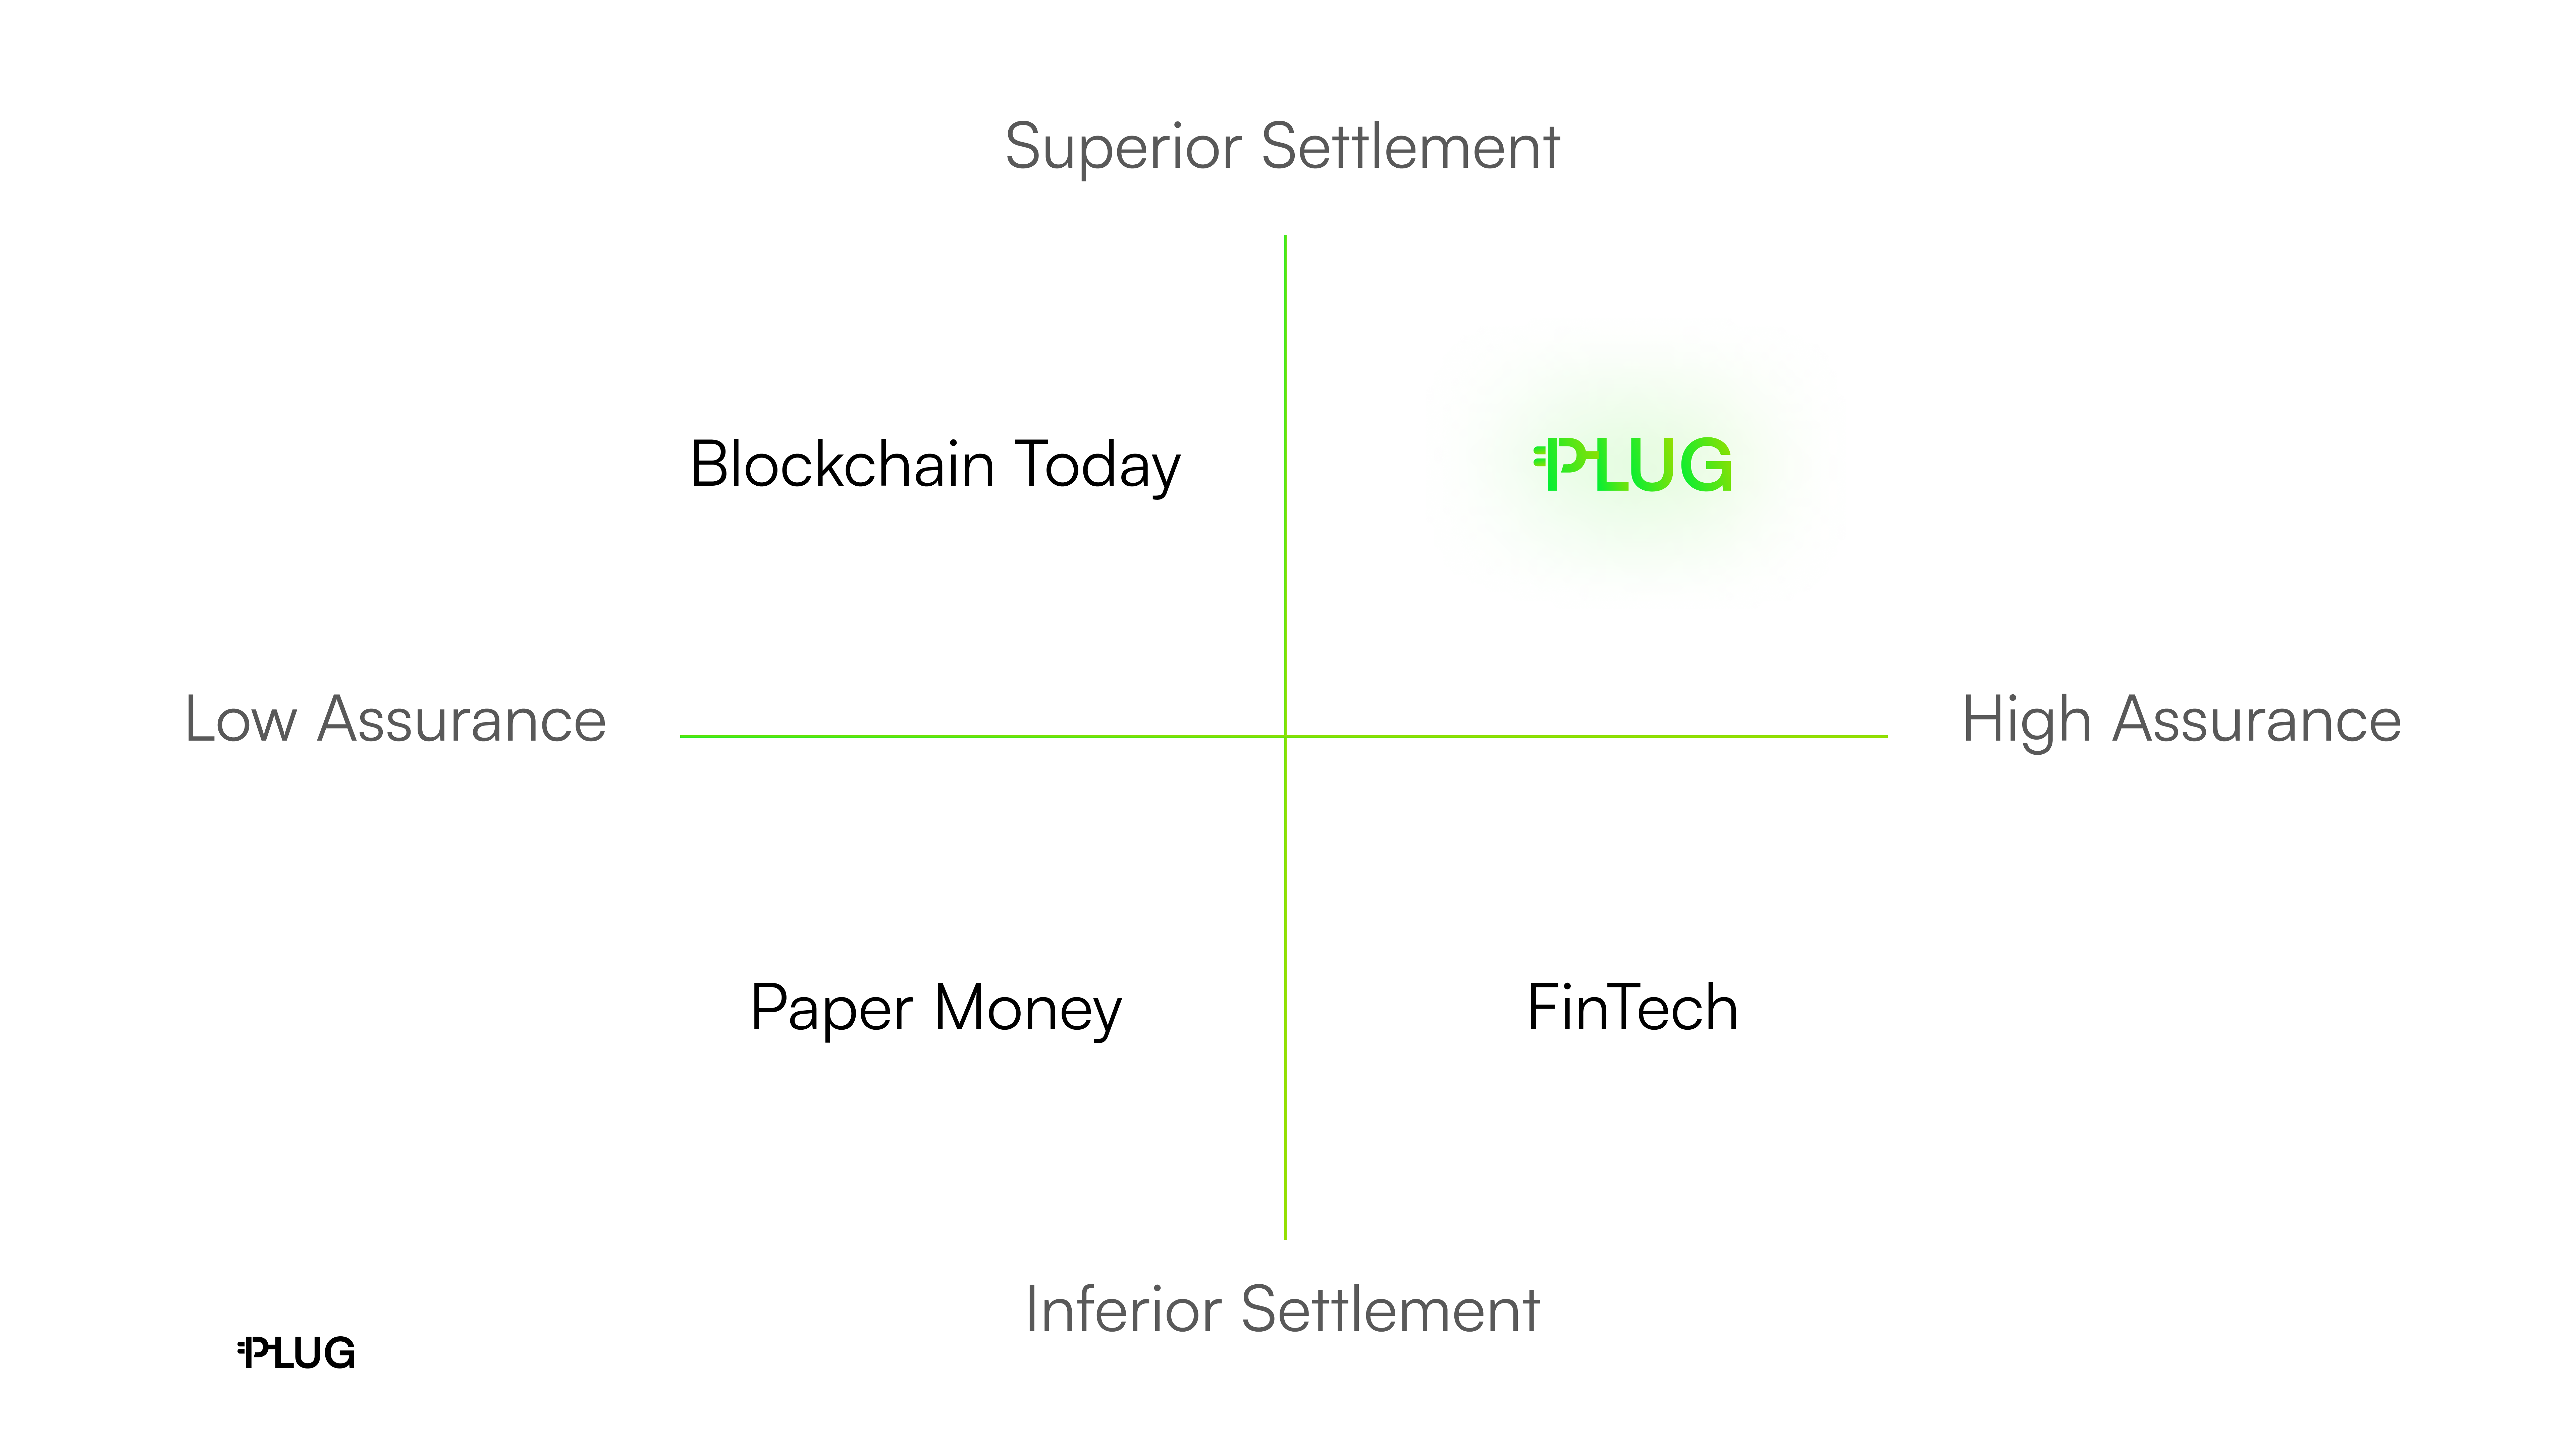 Superior Settlement
Blockchain Today
PLUG
Low Assurance
High Assurance
Paper Money
FinTech
Inferior Settlement
PLUG